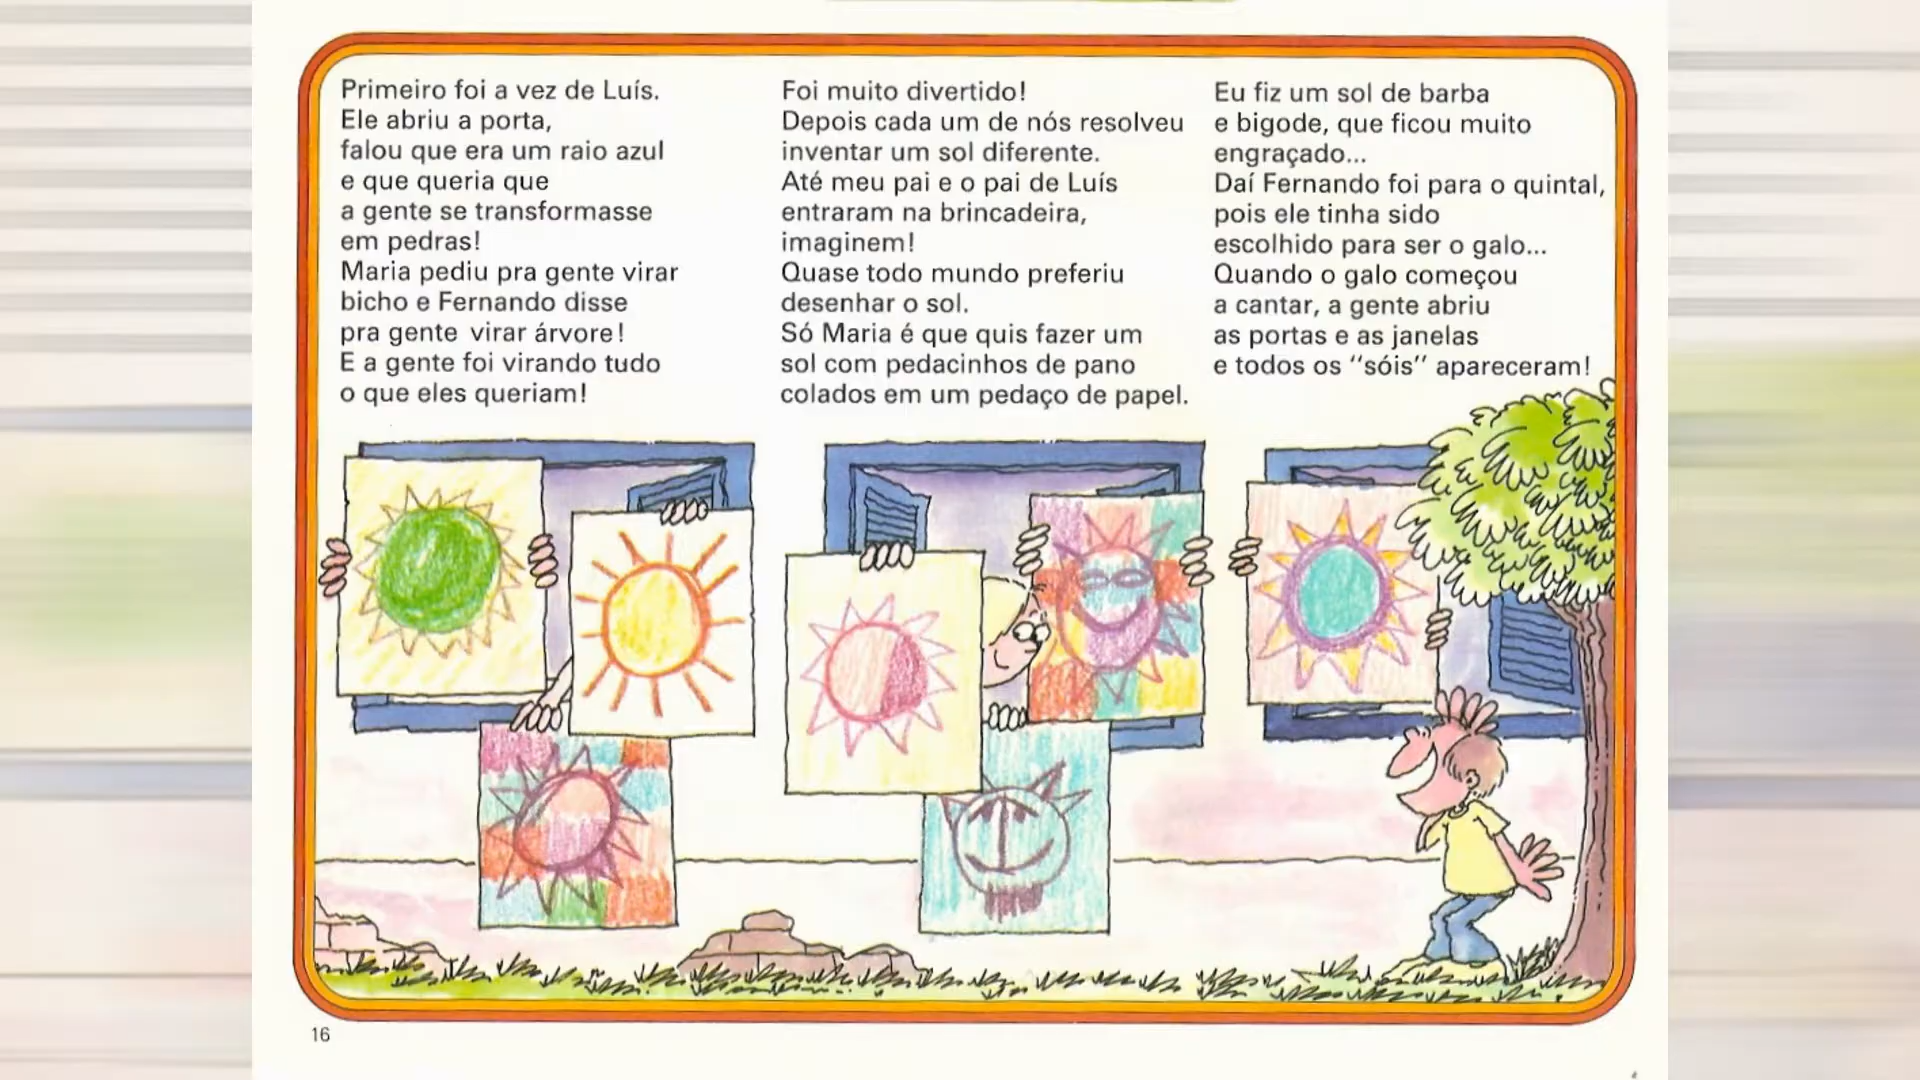 Primeiro foi a vez de Luís.
Ele abriu a porta,
falou que era um raio azul
e que queria que
a gente se transformasse
em pedras!
Maria pediu pra gente virar
bicho e Fernando disse
pra gente virar árvore!
E a gente foi virando tudo
o que eles queriam!
Foi muito divertido!
Depois cada um de nós resolveu
inventar um sol diferente.
Até meu pai e o pai de Luís
entraram na brincadeira,
imaginem!
Quase todo mundo preferiu
desenhar o sol.
Só Maria é que quis fazer um
sol com pedacinhos de pano
colados em um pedaço de papel.
Eu fiz um sol de barba
e bigode, que ficou muito
engraçado...
Daí Fernando foi para o quintal,
pois ele tinha sido
escolhido para ser o galo...
Quando o galo começou
a cantar, a gente abriu
as portas e as janelas
e todos os "sóis" apareceram!
16